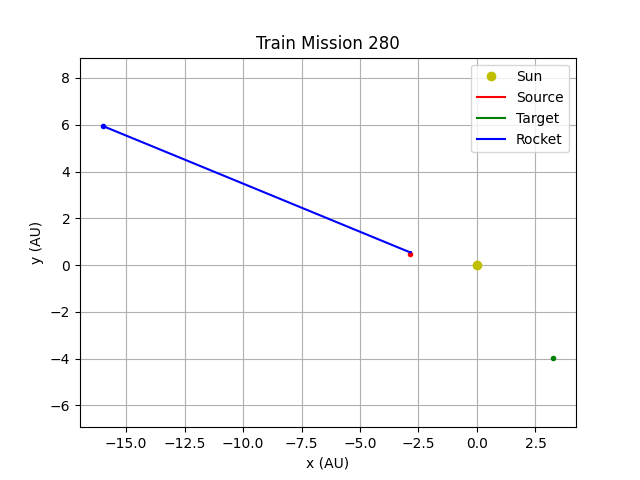 Train Mission 280
Sun
Source
Target
Rocket
8
6
4
2
0
−2
−4
−6
y (AU)
−15.0 −12.5 −10.0 −7.5 −5.0 −2.5 0.0 2.5
x (AU)